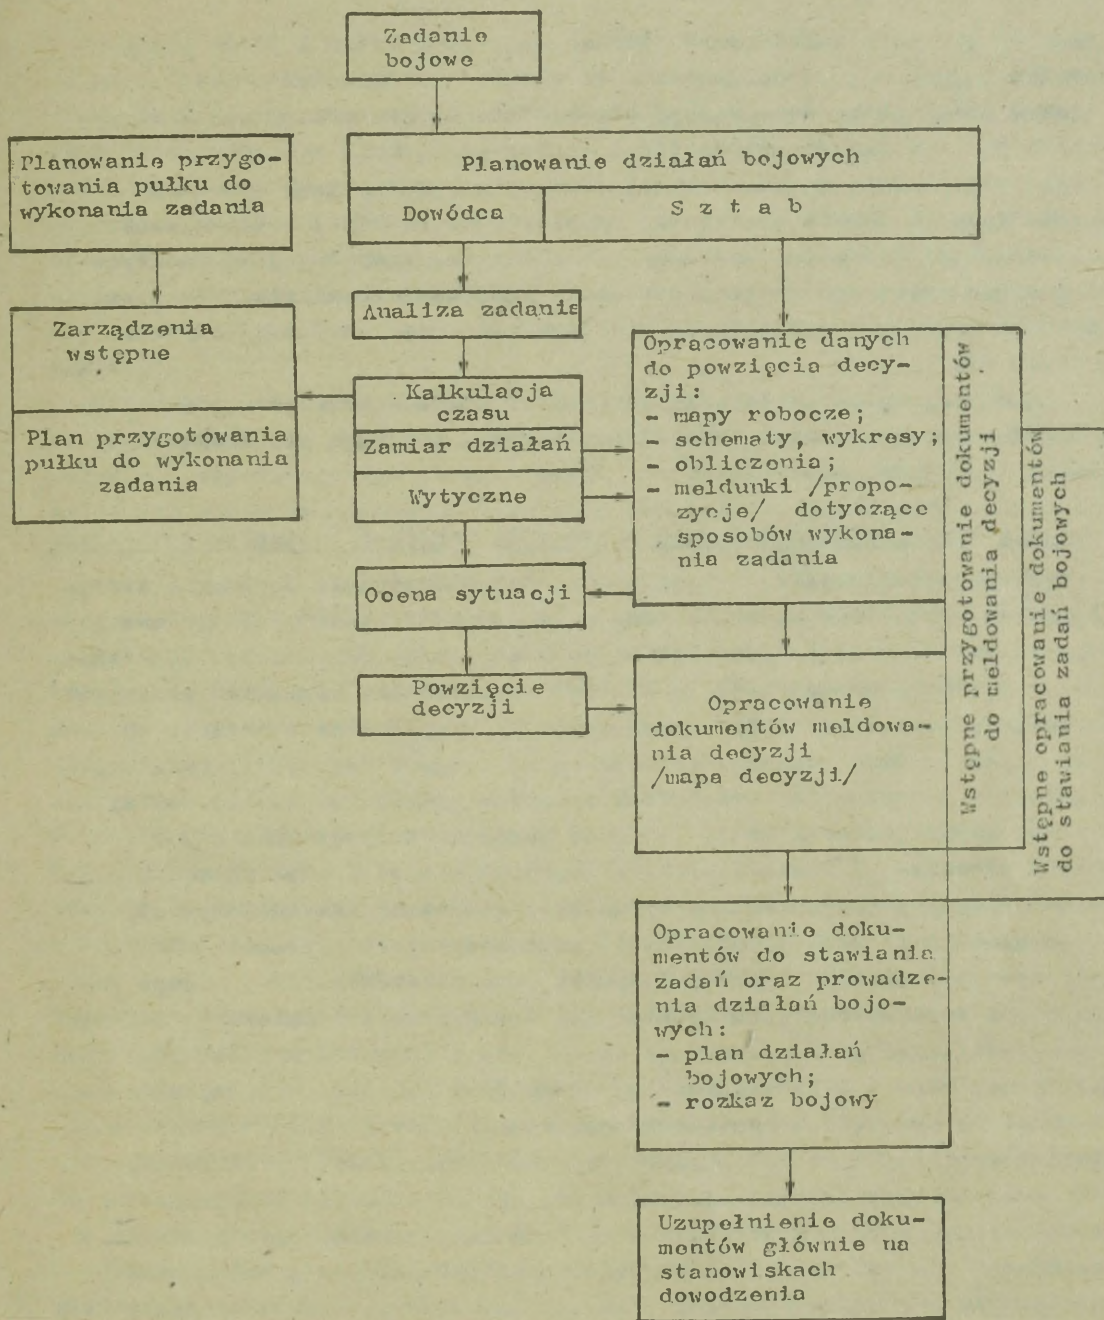 Zadanie
bojowe
Planowanie przygo-
towania pułku do
wykonania zadania
Planowanie działań bojowych
Dowódca
S z t a b
Analiza zadanie
Zarządzenia
wstępne
Plan przygotowania
pułku do wykonania
zadania
Kalkulacja
czasu
Zamiar działań
Wytyczne
Opracowanie danych
do powzięcia decy-
zji:
- mapy robocze;
- schematy, wykresy;
- obliczenia;
- meldunki /propo-
zycje/ dotyczące
sposobów wykona-
nia zadania
Ocena sytuacji
Powzięcie
decyzji
Opracowanie
dokumentów meldowa-
nia decyzji
/mapa decyzji/
Wstępne przygotowanie dokumentów
do meldowania decyzji
Wstępne opracowanie dokumentów
do stawiania zadań bojowych
Opracowanie doku-
mentów do stawiania
zadań oraz prowadze-
nia działań bojo-
wych:
- plan działań
bojowych;
- rozkaz bojowy
Uzupełnienie doku-
mentów głównie na
stanowiskach
dowodzenia